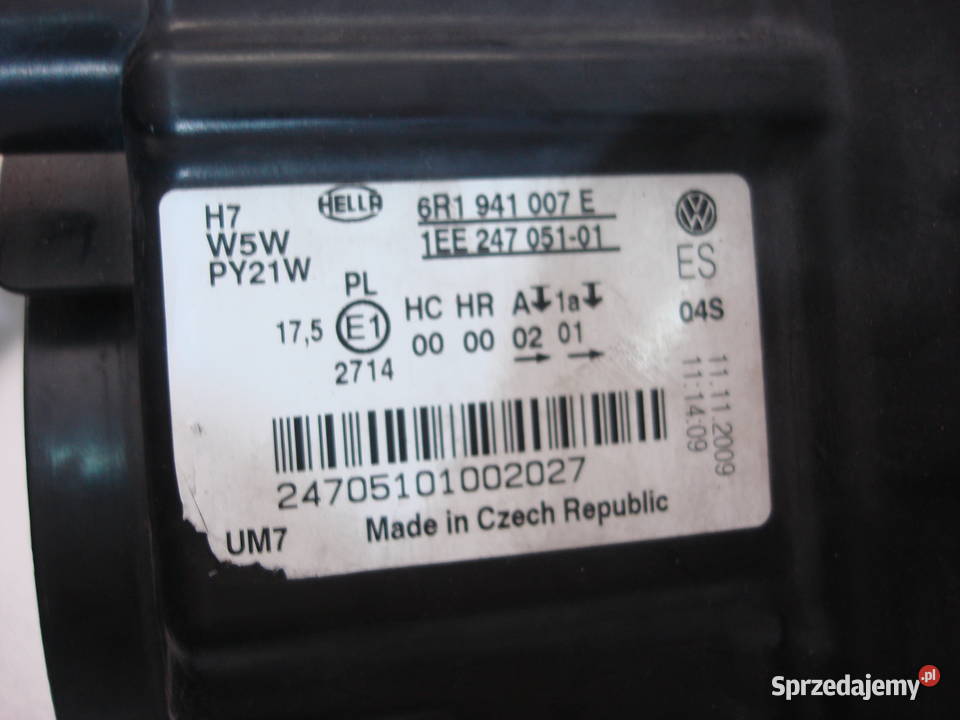 H7
W5W
PY21W
HELLA
6R1 941 007 E
1EE 247 051-01
ES
04S
PL
17,5 E1
2714
HC HR A 1a
00 00 02 01
11.11.2009
11:14:09
24705101002027
UM7
Made in Czech Republic
Sprzedajemy.pl